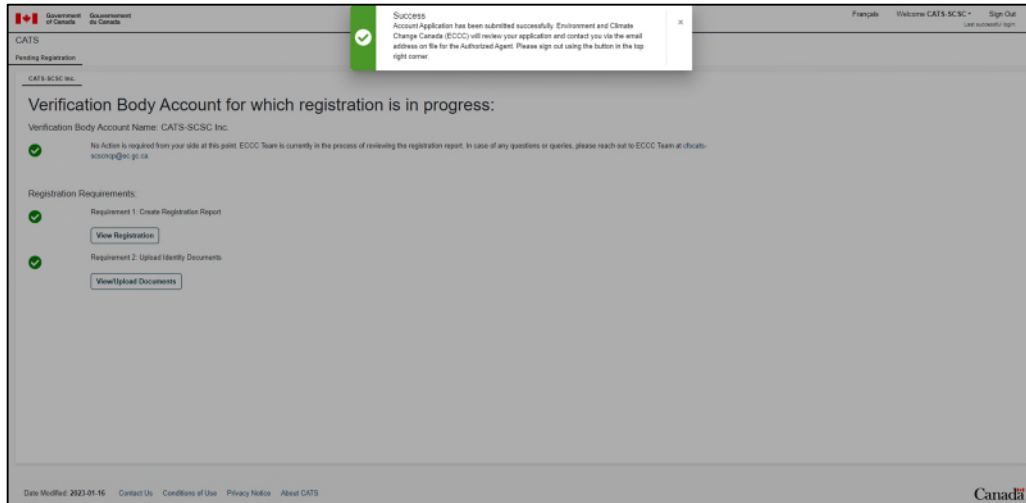 Government of Canada
Gouvernement du Canada
Français
Welcome CATS-SCSC
Sign Out
Last successful login:
Success
Account Application has been submitted successfully, Environment and Climate
Change Canada (ECCC) will review your application and contact you via the email
address on file for the Authorized Agent. Please sign out using the button in the top
right corner.
×
CATS
Pending Registration
CATS-SCSC Inc.
Verification Body Account for which registration is in progress:
Verification Body Account Name: CATS-SCSC Inc.
No Action is required from your side at this point. ECCC Team is currently in the process of reviewing the registration report. In case of any questions or queries, please reach out to ECCC Team at cfscats-
scscncp@ec.gc.ca.
Registration Requirements:
Requirement 1: Create Registration Report
View Registration
Requirement 2: Upload Identity Documents
View/Upload Documents
Date Modified: 2023-01-16 Contact Us Conditions of Use Privacy Notice About CATS
Canada